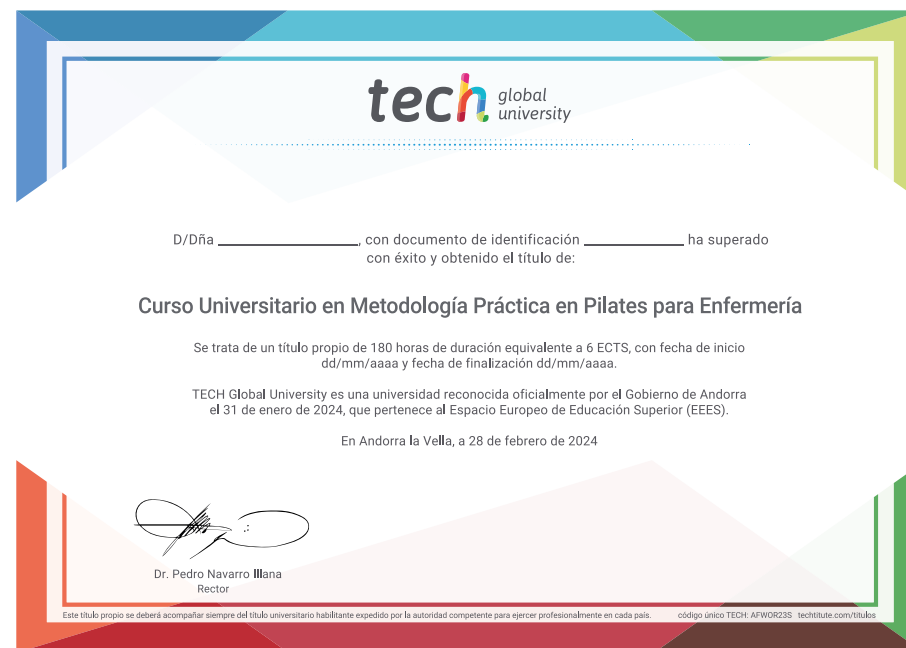 tech global university
D/Dña ____________________, con documento de identificación ______________ ha superado
con éxito y obtenido el título de:
Curso Universitario en Metodología Práctica en Pilates para Enfermería
Se trata de un título propio de 180 horas de duración equivalente a 6 ECTS, con fecha de inicio
dd/mm/aaaa y fecha de finalización dd/mm/aaaa.
TECH Global University es una universidad reconocida oficialmente por el Gobierno de Andorra
el 31 de enero de 2024, que pertenece al Espacio Europeo de Educación Superior (EEES).
En Andorra la Vella, a 28 de febrero de 2024
Dr. Pedro Navarro Illana
Rector
Este título propio se deberá acompañar siempre del título universitario habilitante expedido por la autoridad competente para ejercer profesionalmente en cada país. código único TECH: AFWOR23S techtitute.com/titulos